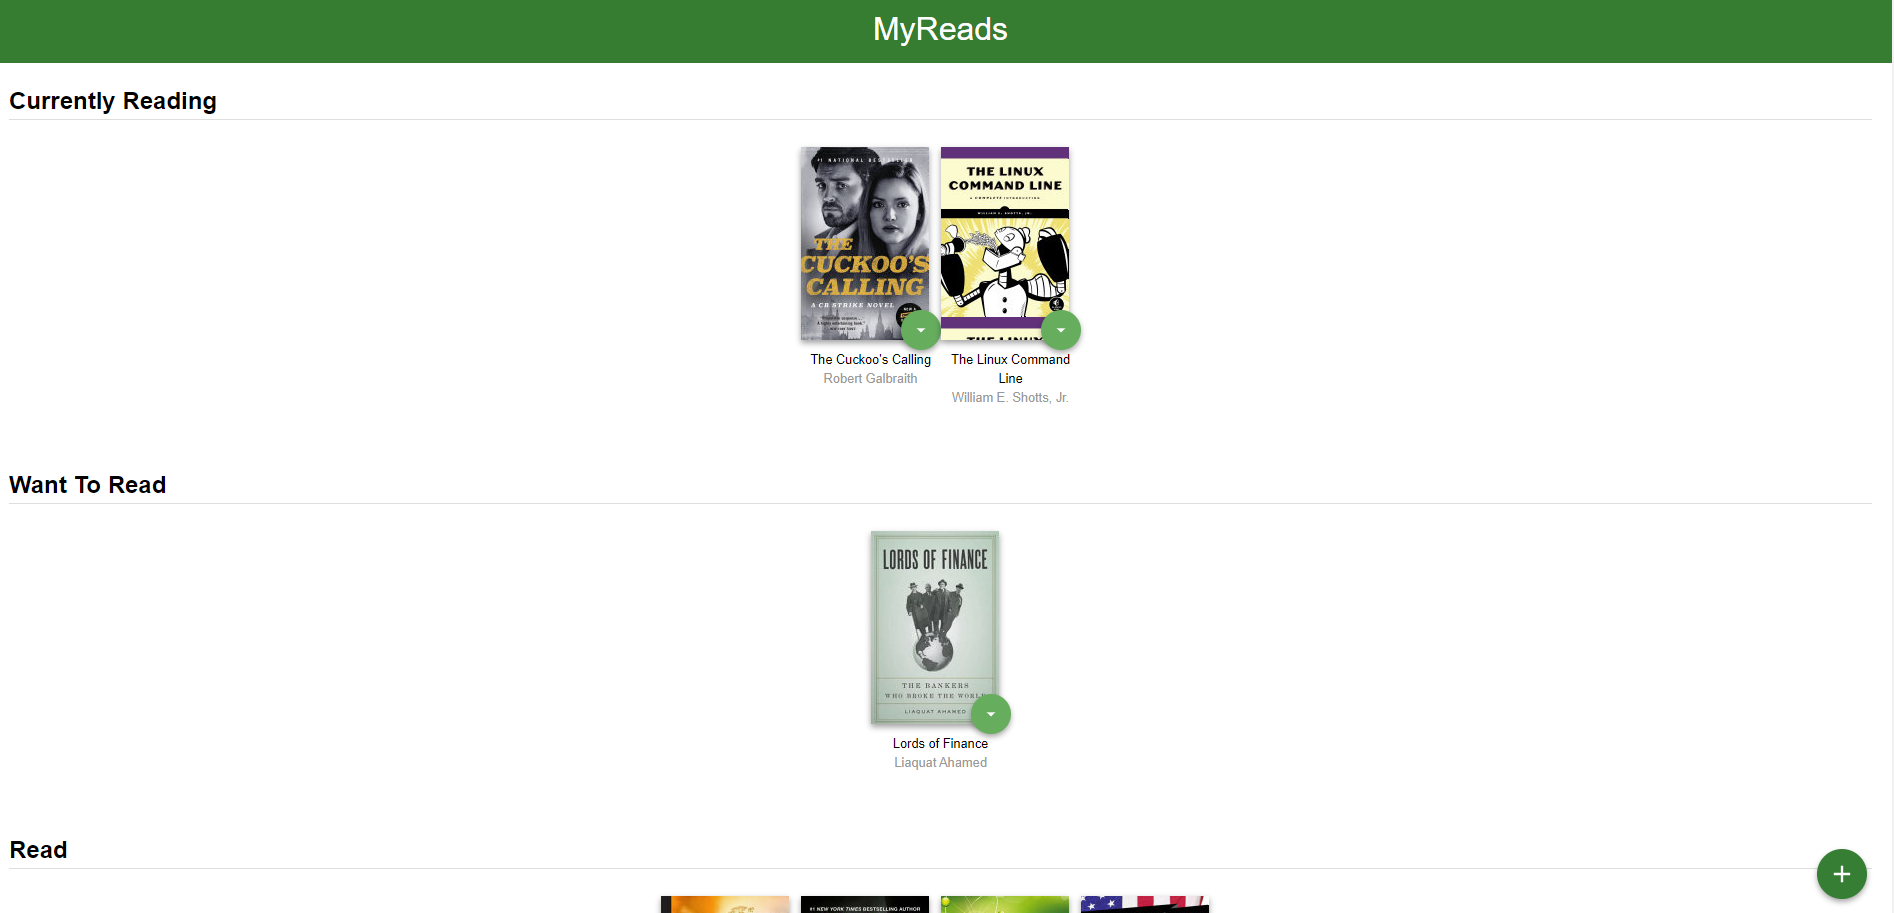 MyReads
Currently Reading
#1 NATIONAL BESTSELLER
THE
CUCKOO'S
CALLING
A CB STRIKE NOVEL
THE LINUX
COMMAND LINE
A COMPLETE INTRODUCTION
WILLIAM E. SHOTTS, JR.
THE LINUX
The Cuckoo's Calling
Robert Galbraith
The Linux Command
Line
William E. Shotts, Jr.
Want To Read
LORDS OF FINANCE
THE BANKERS
WHO BROKE THE WORLD
LIAQUAT AHAMED
Lords of Finance
Liaquat Ahamed
Read
#1 NEW YORK TIMES BESTSELLING AUTHOR